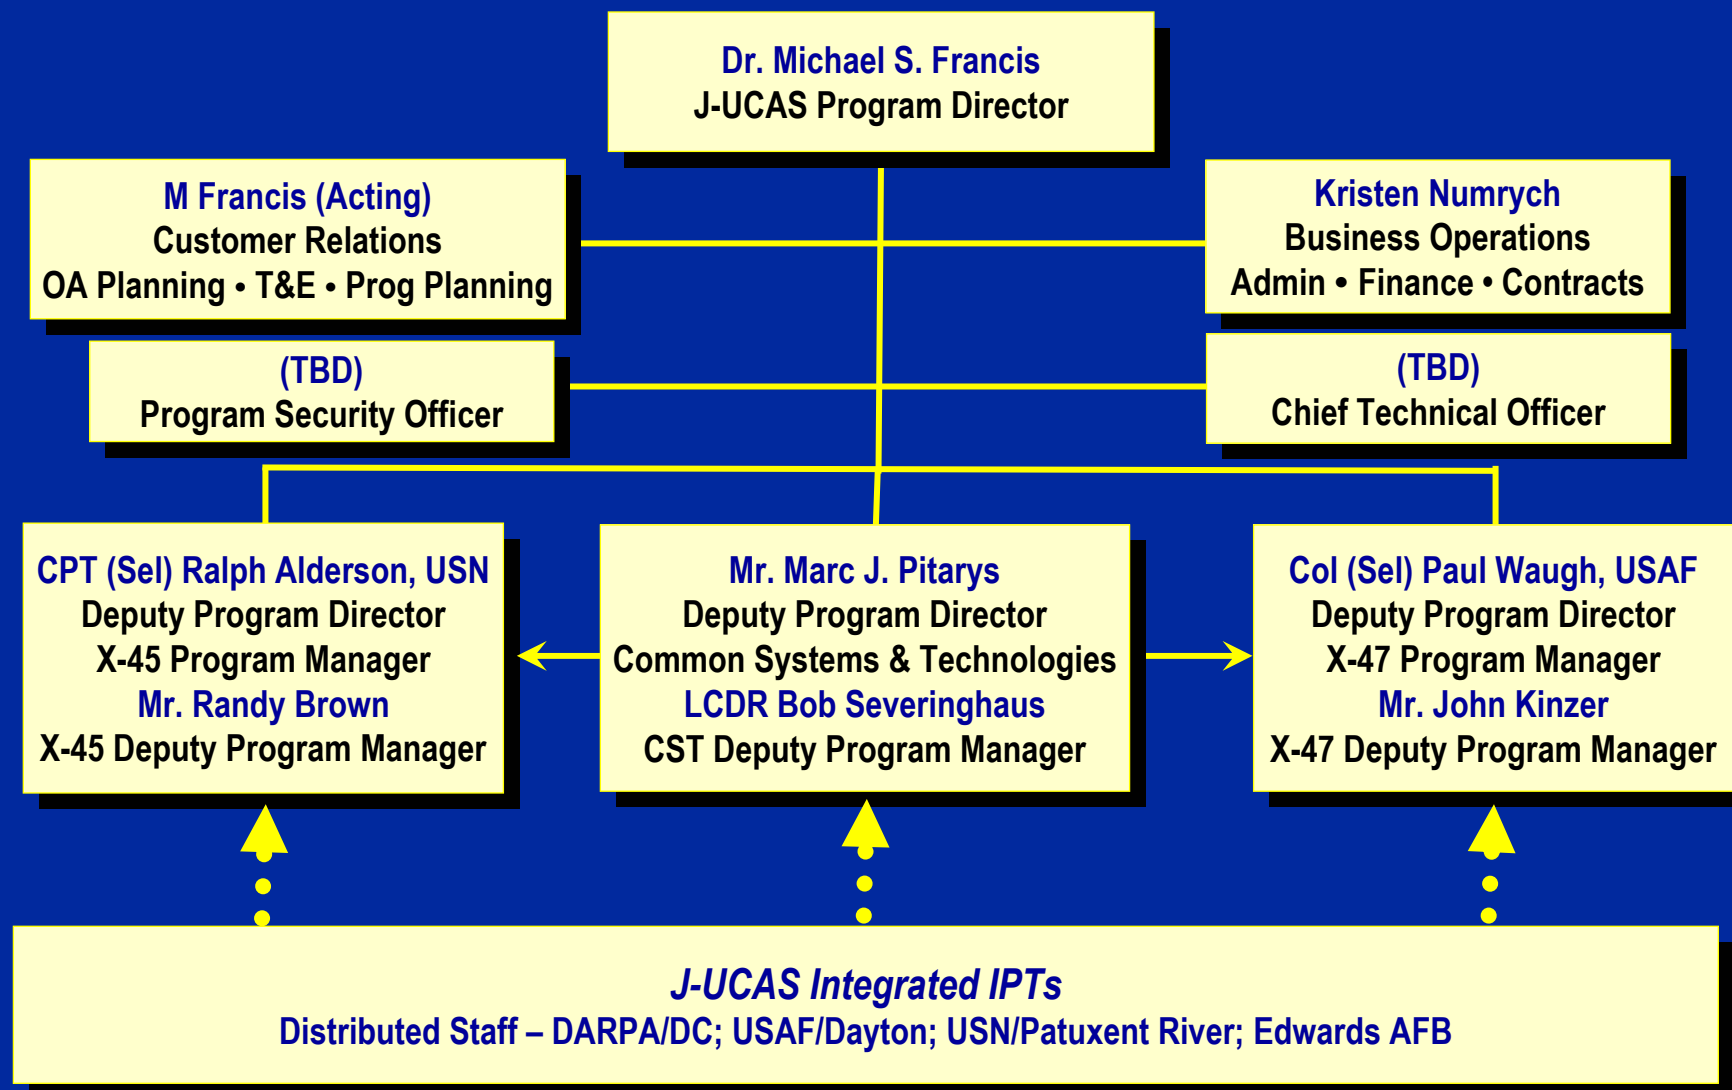 Dr. Michael S. Francis
J-UCAS Program Director
M Francis (Acting)
Customer Relations
OA Planning • T&E • Prog Planning
Kristen Numrych
Business Operations
Admin • Finance • Contracts
(TBD)
Program Security Officer
(TBD)
Chief Technical Officer
CPT (Sel) Ralph Alderson, USN
Deputy Program Director
X-45 Program Manager
Mr. Randy Brown
X-45 Deputy Program Manager
Mr. Marc J. Pitarys
Deputy Program Director
Common Systems & Technologies
LCDR Bob Severinghaus
CST Deputy Program Manager
Col (Sel) Paul Waugh, USAF
Deputy Program Director
X-47 Program Manager
Mr. John Kinzer
X-47 Deputy Program Manager
J-UCAS Integrated IPTs
Distributed Staff – DARPA/DC; USAF/Dayton; USN/Patuxent River; Edwards AFB